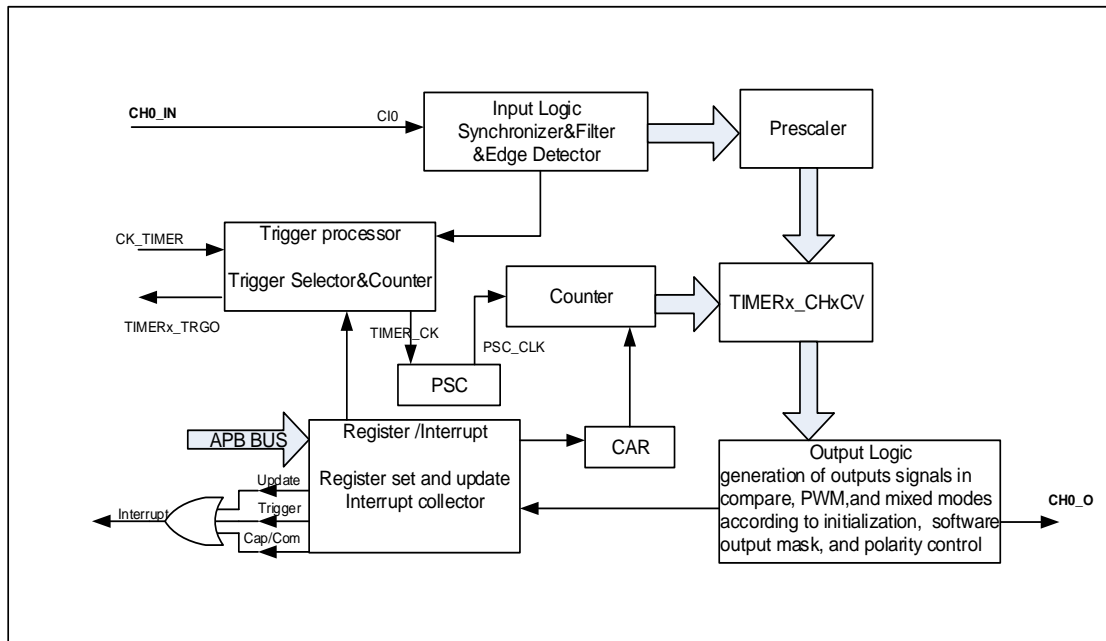 CH0_IN
CI0
Input Logic
Synchronizer&Filter
&Edge Detector
Prescaler
CK_TIMER
Trigger processor
Trigger Selector&Counter
TIMERx_TRGO
TIMER_CK
PSC_CLK
Counter
TIMERx_CHxCV
PSC
APB BUS
Register /Interrupt
Register set and update
Interrupt collector
CAR
Update
Trigger
Cap/Com
Interrupt
Output Logic
generation of outputs signals in
compare, PWM,and mixed modes
according to initialization, software
output mask, and polarity control
CH0_O